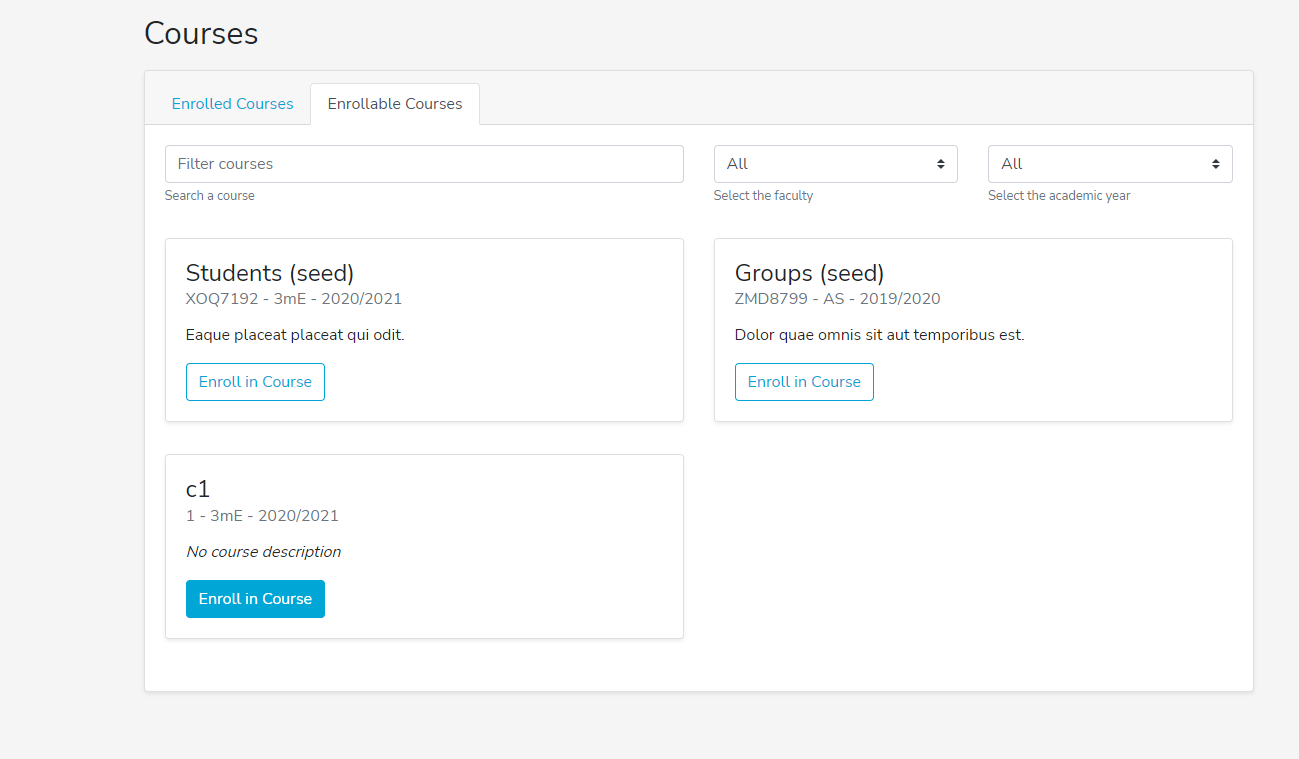 Courses
Enrolled Courses
Enrollable Courses
Filter courses
All
All
Search a course
Select the faculty
Select the academic year
Students (seed)
XOQ7192 - 3mE - 2020/2021
Eaque placeat placeat qui odit.
Enroll in Course
Groups (seed)
ZMD8799 - AS - 2019/2020
Dolor quae omnis sit aut temporibus est.
Enroll in Course
c1
1 - 3mE - 2020/2021
No course description
Enroll in Course